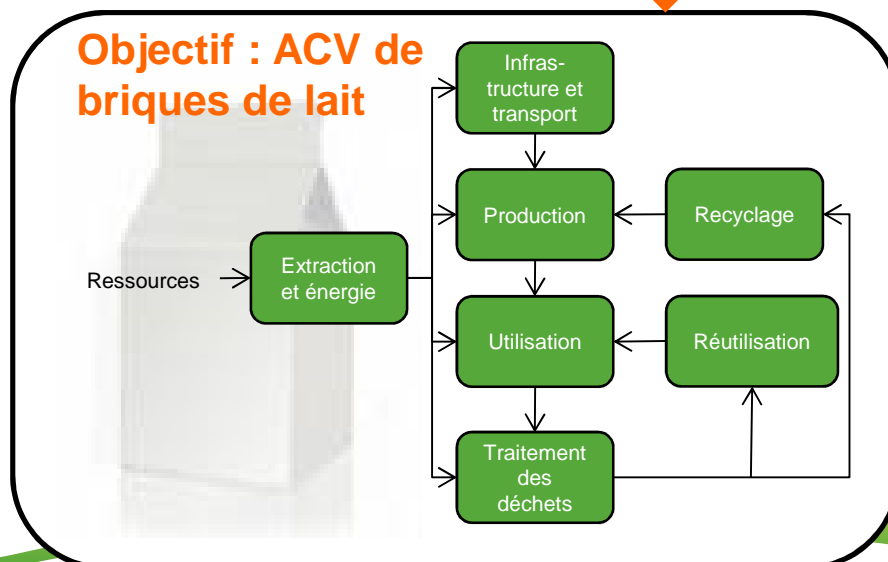 Objectif : ACV de
briques de lait
Infras-
tructure et
transport
Production
Recyclage
Ressources
Extraction
et énergie
Utilisation
Réutilisation
Traitement
des
déchets